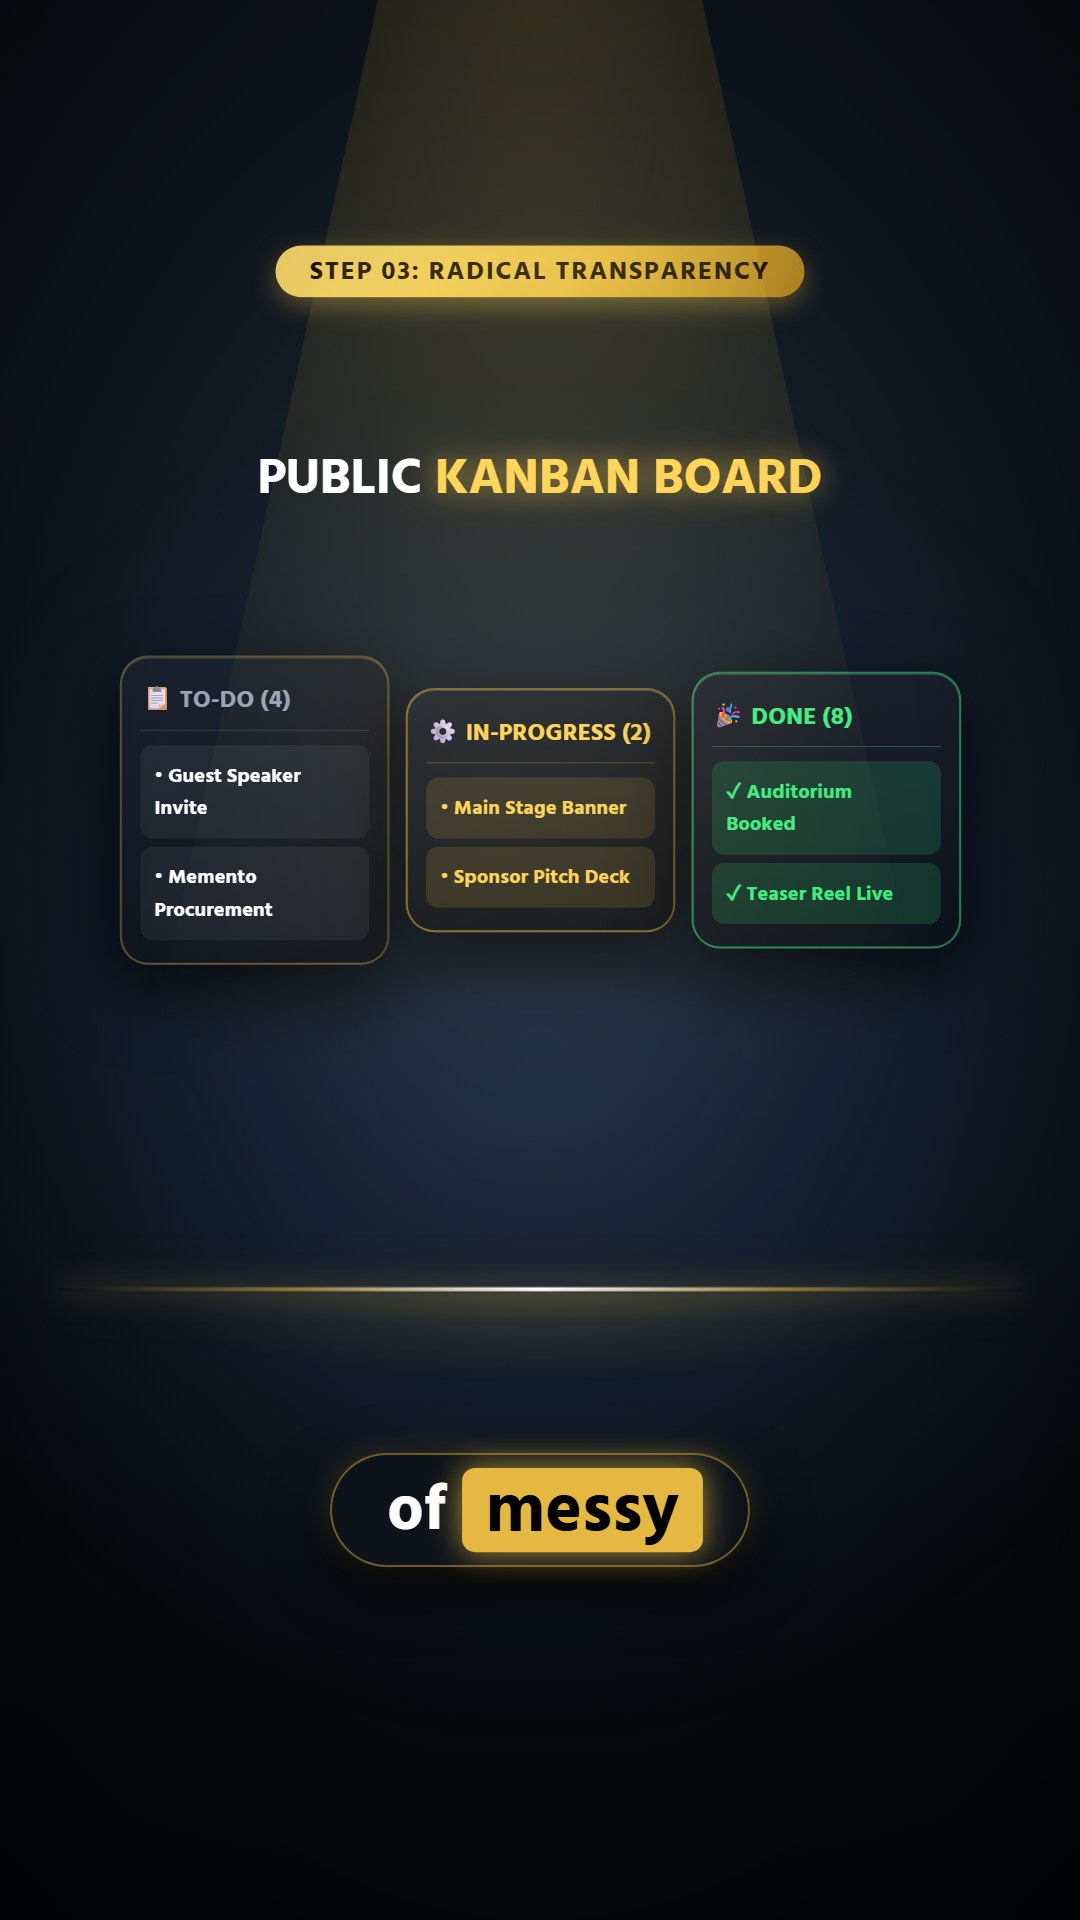 STEP 03: RADICAL TRANSPARENCY
PUBLIC KANBAN BOARD
📋 TO-DO (4)
• Guest Speaker
Invite
• Memento
Procurement
⚙️ IN-PROGRESS (2)
• Main Stage Banner
• Sponsor Pitch Deck
🎉 DONE (8)
✓ Auditorium
Booked
✓ Teaser Reel Live
of messy